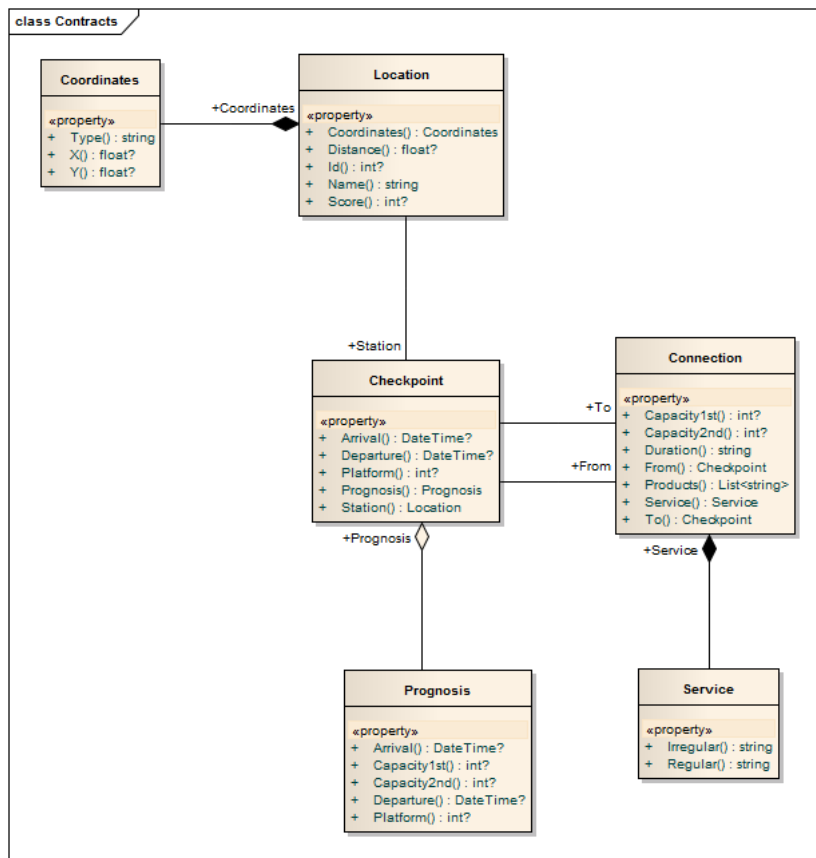 class Contracts
Coordinates
«property»
+ Type() : string
+ X() : float?
+ Y() : float?
+Coordinates
Location
«property»
+ Coordinates() : Coordinates
+ Distance() : float?
+ Id() : int?
+ Name() : string
+ Score() : int?
+Station
Checkpoint
«property»
+ Arrival() : DateTime?
+ Departure() : DateTime?
+ Platform() : int?
+ Prognosis() : Prognosis
+ Station() : Location
+To
+From
Connection
«property»
+ Capacity1st() : int?
+ Capacity2nd() : int?
+ Duration() : string
+ From() : Checkpoint
+ Products() : List<string>
+ Service() : Service
+ To() : Checkpoint
+Prognosis
+Service
Prognosis
«property»
+ Arrival() : DateTime?
+ Capacity1st() : int?
+ Capacity2nd() : int?
+ Departure() : DateTime?
+ Platform() : int?
Service
«property»
+ Irregular() : string
+ Regular() : string